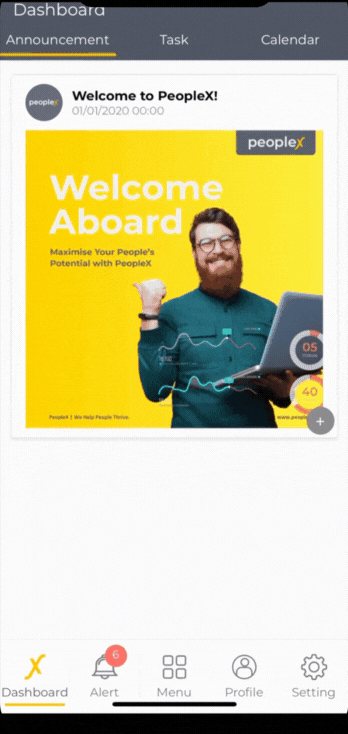 Dashboard
Announcement Task Calendar
peoplex
Welcome to PeopleX!
01/01/2020 00:00
peoplex
Welcome
Aboard
Maximise Your People's
Potential with PeopleX
05
40
PeopleX | We Help People Thrive.
+
6
Dashboard Alert Menu Profile Setting